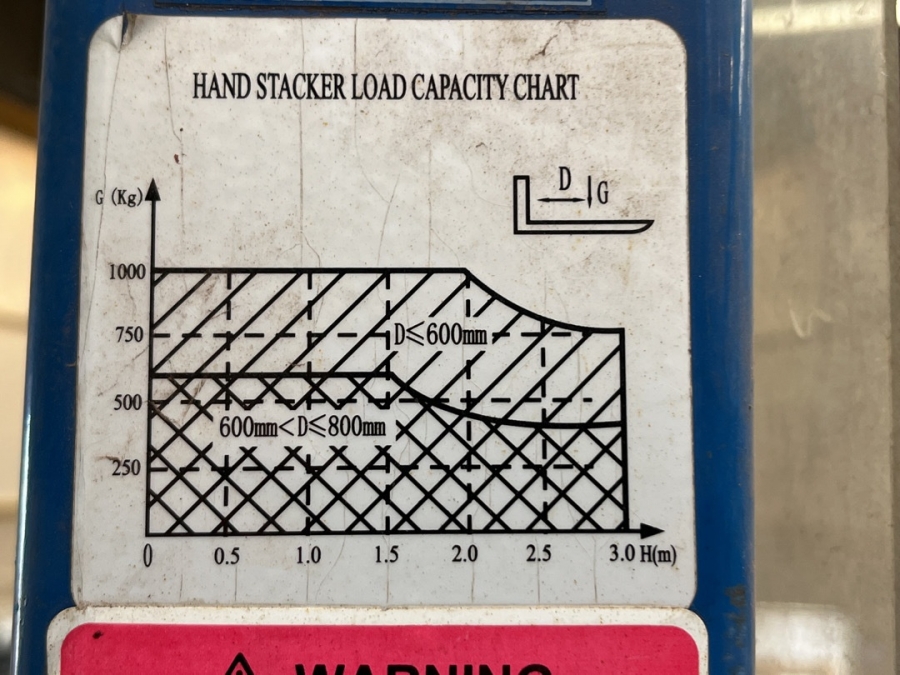 HAND STACKER LOAD CAPACITY CHART
D
G
G (Kg)
1000
750
D≤600mm
500
600mm<D≤800mm
250
0 0.5 1.0 1.5 2.0 2.5 3.0 H(m)
WARNING